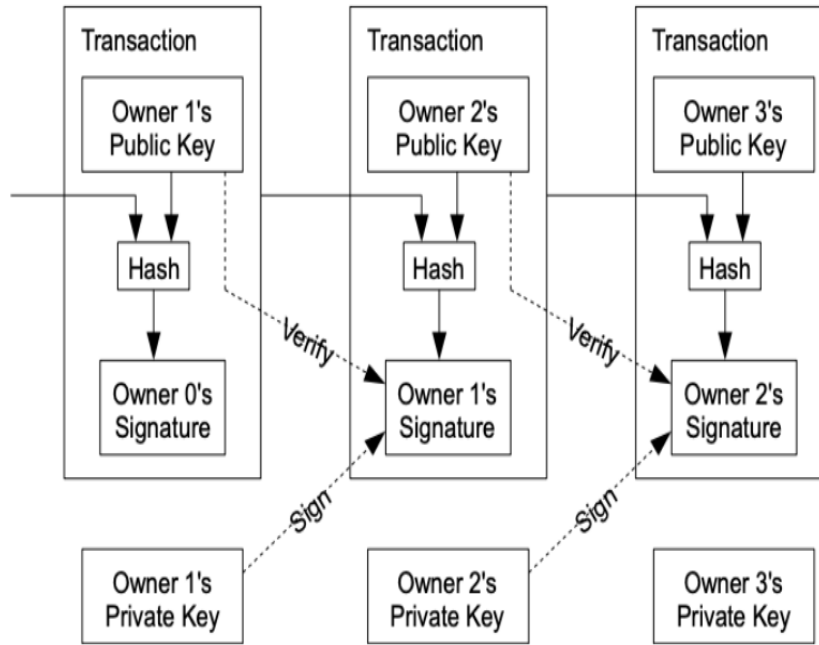 Transaction
Transaction
Transaction
Owner 1's
Public Key
Owner 2's
Public Key
Owner 3's
Public Key
Hash
Hash
Hash
Verify
Verify
Owner 0's
Signature
Owner 1's
Signature
Owner 2's
Signature
Sign
Sign
Owner 1's
Private Key
Owner 2's
Private Key
Owner 3's
Private Key